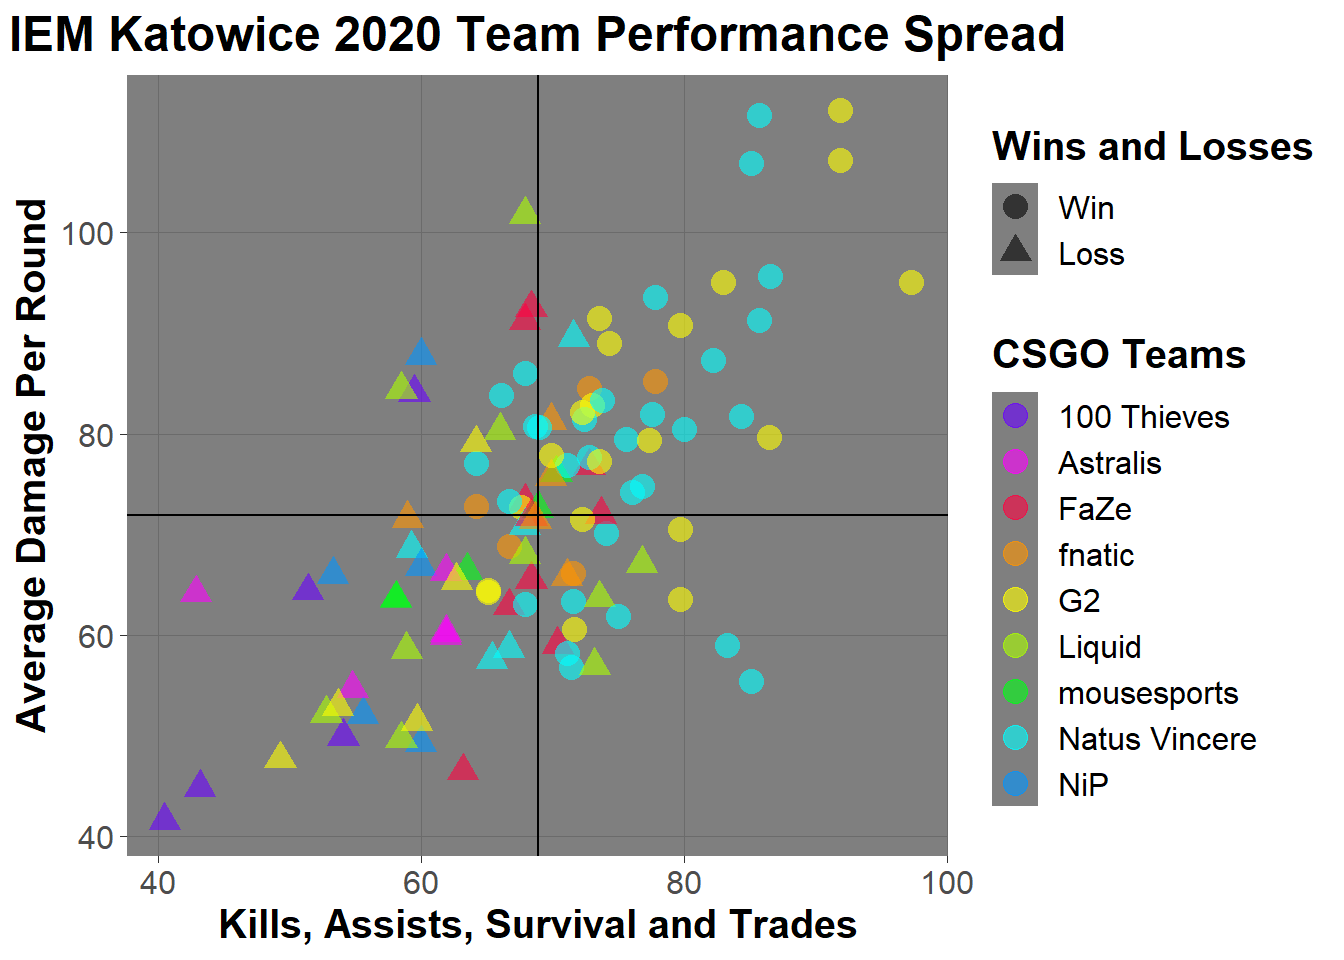 IEM Katowice 2020 Team Performance Spread
Average Damage Per Round
100
80
60
40
40
60
80
100
Kills, Assists, Survival and Trades
Wins and Losses
Win
Loss
CSGO Teams
100 Thieves
Astralis
FaZe
fnatic
G2
Liquid
mousesports
Natus Vincere
NiP